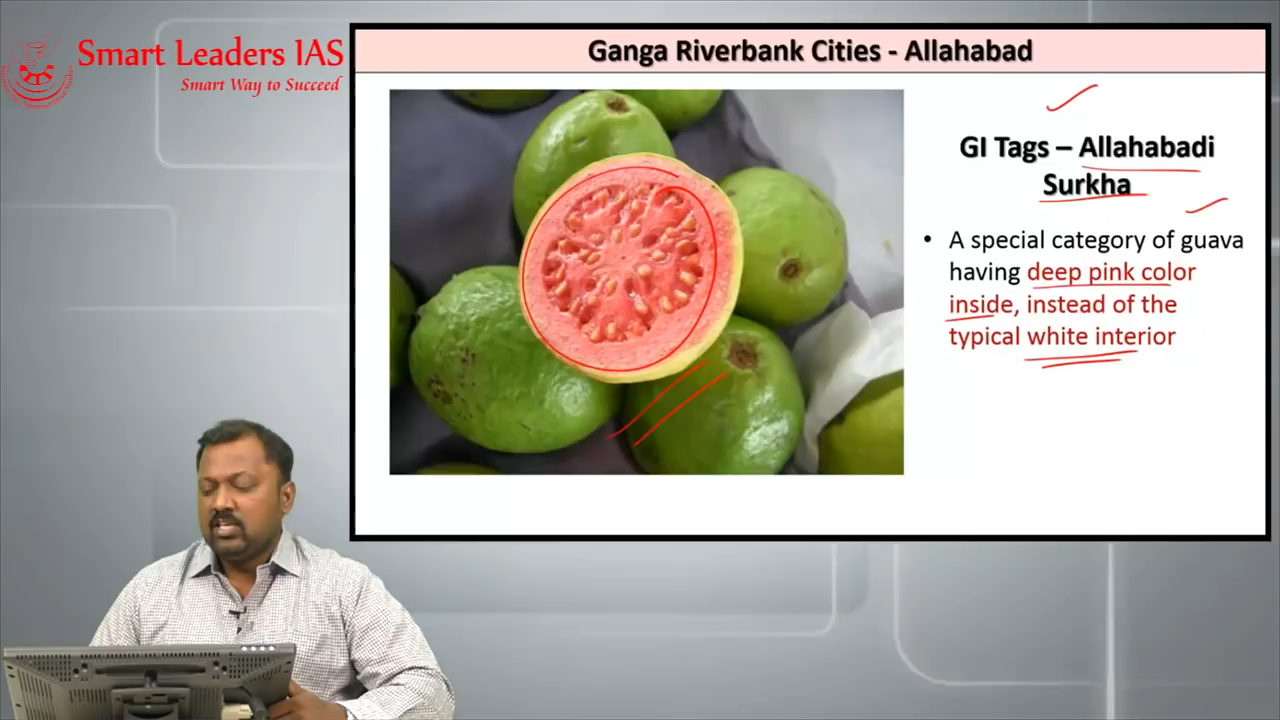 Smart Leaders IAS
Smart Way to Succeed
Ganga Riverbank Cities - Allahabad
GI Tags – Allahabadi
Surkha
• A special category of guava
having deep pink color
inside, instead of the
typical white interior